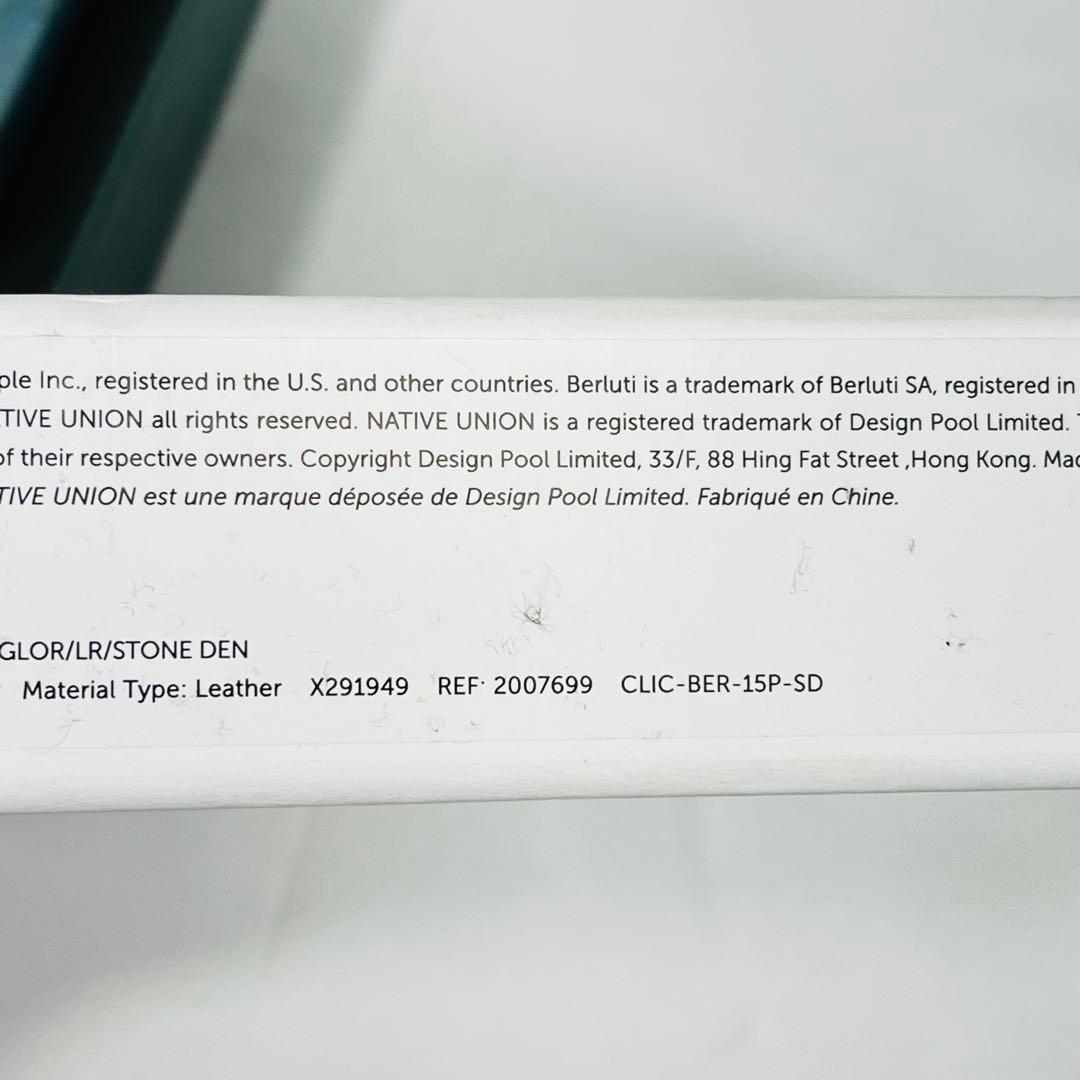 ple Inc., registered in the U.S. and other countries. Berluti is a trademark of Berluti SA, registered in
TIVE UNION all rights reserved. NATIVE UNION is a registered trademark of Design Pool Limited. T
of their respective owners. Copyright Design Pool Limited, 33/F, 88 Hing Fat Street ,Hong Kong. Mad
TIVE UNION est une marque déposée de Design Pool Limited. Fabriqué en Chine.
GLOR/LR/STONE DEN
Material Type: Leather X291949 REF· 2007699 CLIC-BER-15P-SD